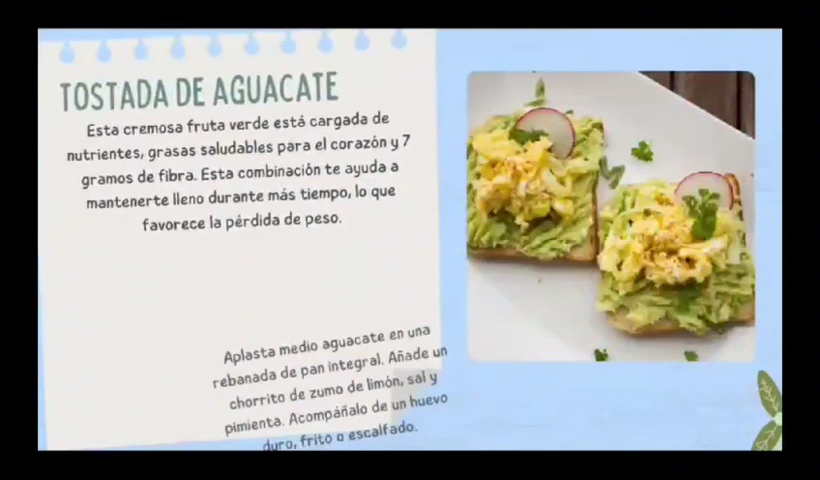 TOSTADA DE AGUACATE
Esta cremosa fruta verde está cargada de
nutrientes, grasas saludables para el corazón y 7
gramos de fibra. Esta combinación te ayuda a
mantenerte lleno durante más tiempo, lo que
favorece la pérdida de peso.
Aplasta medio aguacate en una
rebanada de pan integral. Añade un
chorrito de zumo de limón, sal y
pimienta. Acompáñalo de un huevo
duro, frito o escalfado.